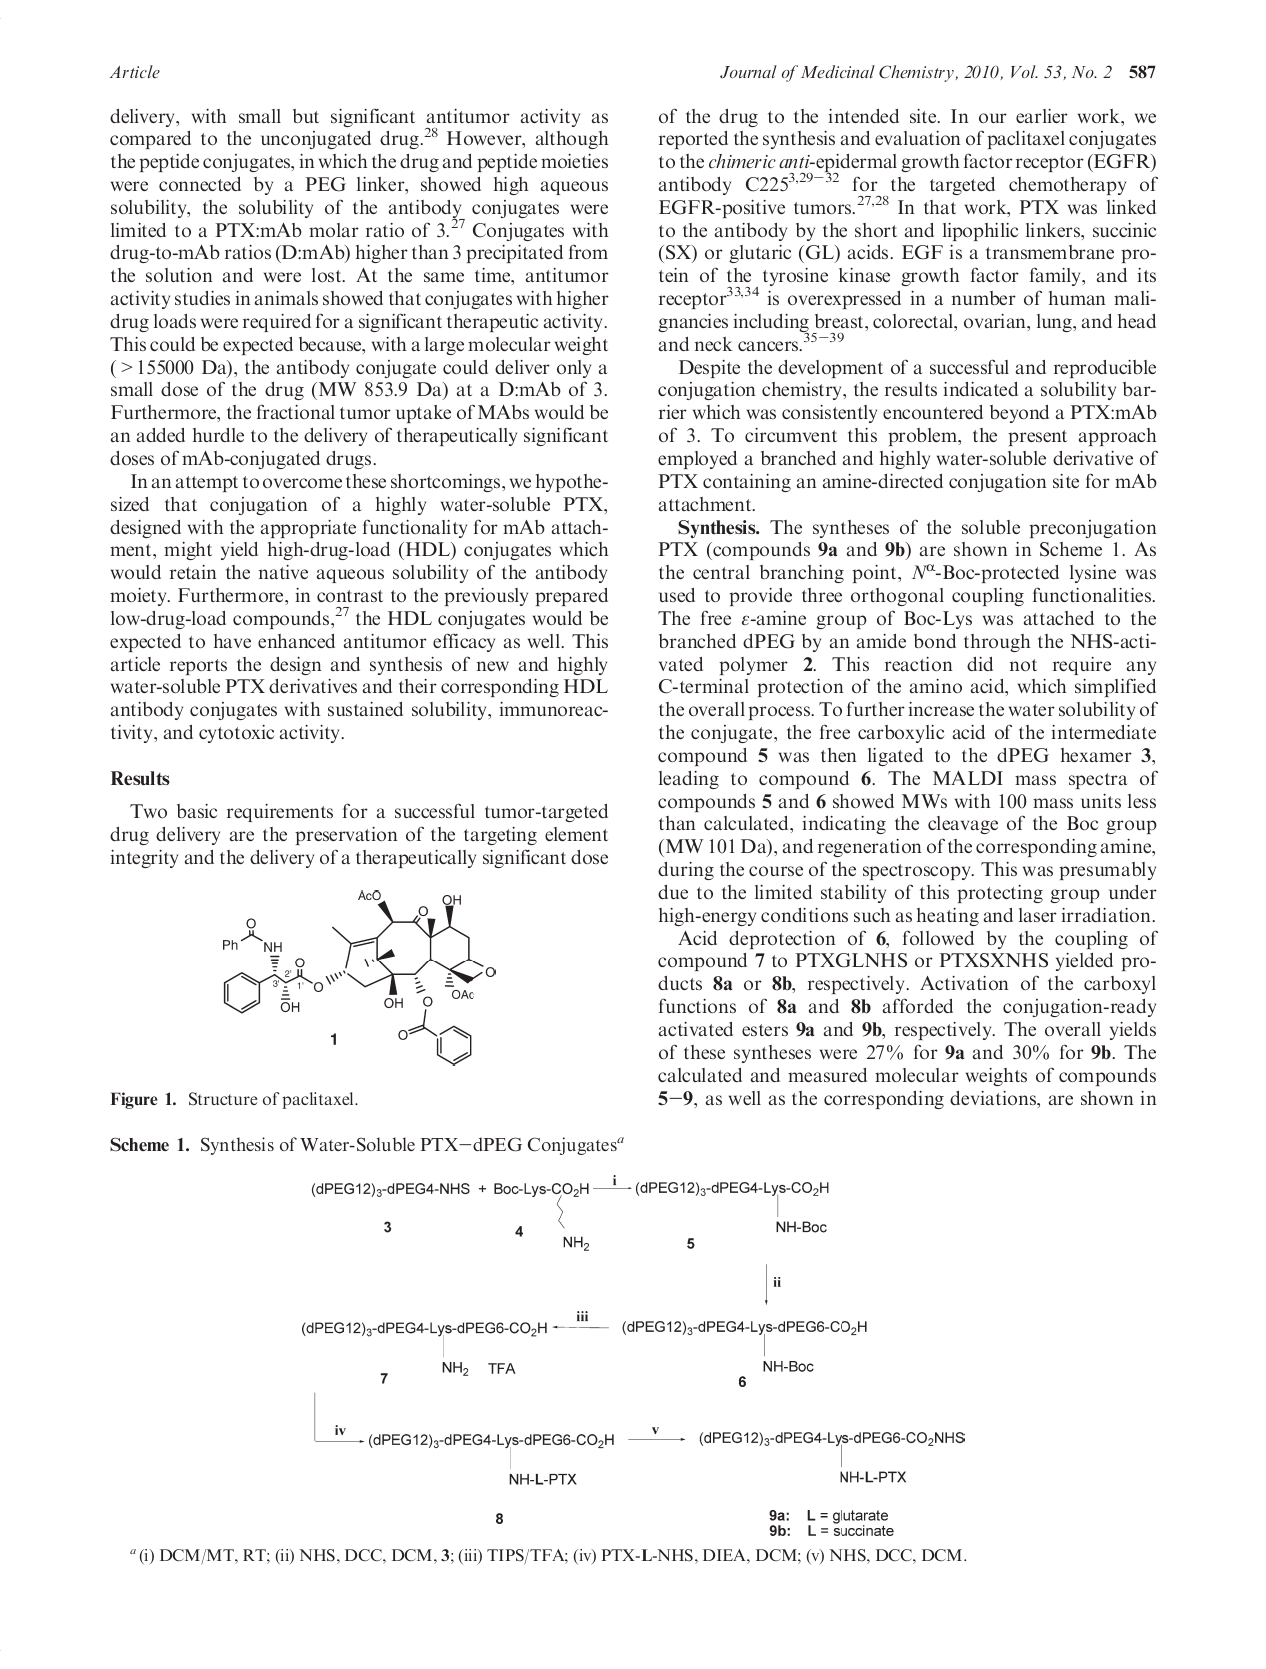 Article
Journal of Medicinal Chemistry, 2010, Vol. 53, No. 2 587
delivery, with small but significant antitumor activity as
compared to the unconjugated drug.28 However, although
the peptide conjugates, in which the drug and peptide moieties
were connected by a PEG linker, showed high aqueous
solubility, the solubility of the antibody conjugates were
limited to a PTX:mAb molar ratio of 3.27 Conjugates with
drug-to-mAb ratios (D:mAb) higher than 3 precipitated from
the solution and were lost. At the same time, antitumor
activity studies in animals showed that conjugates with higher
drug loads were required for a significant therapeutic activity.
This could be expected because, with a large molecular weight
(>155000 Da), the antibody conjugate could deliver only a
small dose of the drug (MW 853.9 Da) at a D:mAb of 3.
Furthermore, the fractional tumor uptake of MAbs would be
an added hurdle to the delivery of therapeutically significant
doses of mAb-conjugated drugs.
In an attempt to overcome these shortcomings, we hypothe-
sized that conjugation of a highly water-soluble PTX,
designed with the appropriate functionality for mAb attach-
ment, might yield high-drug-load (HDL) conjugates which
would retain the native aqueous solubility of the antibody
moiety. Furthermore, in contrast to the previously prepared
low-drug-load compounds,27 the HDL conjugates would be
expected to have enhanced antitumor efficacy as well. This
article reports the design and synthesis of new and highly
water-soluble PTX derivatives and their corresponding HDL
antibody conjugates with sustained solubility, immunoreac-
tivity, and cytotoxic activity.
Results
Two basic requirements for a successful tumor-targeted
drug delivery are the preservation of the targeting element
integrity and the delivery of a therapeutically significant dose
AcO
O
OH
O
Ph
NH
2'
O
3'
1'
O
OH
OH
O
OAc
O
O
1
Figure 1. Structure of paclitaxel.
of the drug to the intended site. In our earlier work, we
reported the synthesis and evaluation of paclitaxel conjugates
to the chimeric anti-epidermal growth factor receptor (EGFR)
antibody C2253,29−32 for the targeted chemotherapy of
EGFR-positive tumors.27,28 In that work, PTX was linked
to the antibody by the short and lipophilic linkers, succinic
(SX) or glutaric (GL) acids. EGF is a transmembrane pro-
tein of the tyrosine kinase growth factor family, and its
receptor33,34 is overexpressed in a number of human mali-
gnancies including breast, colorectal, ovarian, lung, and head
and neck cancers.35−39
Despite the development of a successful and reproducible
conjugation chemistry, the results indicated a solubility bar-
rier which was consistently encountered beyond a PTX:mAb
of 3. To circumvent this problem, the present approach
employed a branched and highly water-soluble derivative of
PTX containing an amine-directed conjugation site for mAb
attachment.
Synthesis. The syntheses of the soluble preconjugation
PTX (compounds 9a and 9b) are shown in Scheme 1. As
the central branching point, Nα-Boc-protected lysine was
used to provide three orthogonal coupling functionalities.
The free ε-amine group of Boc-Lys was attached to the
branched dPEG by an amide bond through the NHS-acti-
vated polymer 2. This reaction did not require any
C-terminal protection of the amino acid, which simplified
the overall process. To further increase the water solubility of
the conjugate, the free carboxylic acid of the intermediate
compound 5 was then ligated to the dPEG hexamer 3,
leading to compound 6. The MALDI mass spectra of
compounds 5 and 6 showed MWs with 100 mass units less
than calculated, indicating the cleavage of the Boc group
(MW 101 Da), and regeneration of the corresponding amine,
during the course of the spectroscopy. This was presumably
due to the limited stability of this protecting group under
high-energy conditions such as heating and laser irradiation.
Acid deprotection of 6, followed by the coupling of
compound 7 to PTXGLNHS or PTXSXNHS yielded pro-
ducts 8a or 8b, respectively. Activation of the carboxyl
functions of 8a and 8b afforded the conjugation-ready
activated esters 9a and 9b, respectively. The overall yields
of these syntheses were 27% for 9a and 30% for 9b. The
calculated and measured molecular weights of compounds
5−9, as well as the corresponding deviations, are shown in
Scheme 1. Synthesis of Water-Soluble PTX−dPEG Conjugatesa
(dPEG12)3-dPEG4-NHS + Boc-Lys-CO2H i (dPEG12)3-dPEG4-Lys-CO2H
3 4 NH2 5 NH-Boc
ii
(dPEG12)3-dPEG4-Lys-dPEG6-CO2H iii (dPEG12)3-dPEG4-Lys-dPEG6-CO2H
7 NH2 TFA 6 NH-Boc
iv (dPEG12)3-dPEG4-Lys-dPEG6-CO2H v (dPEG12)3-dPEG4-Lys-dPEG6-CO2NHS
NH-L-PTX NH-L-PTX
8 9a: L = glutarate
9b: L = succinate
a (i) DCM/MT, RT; (ii) NHS, DCC, DCM, 3; (iii) TIPS/TFA; (iv) PTX-L-NHS, DIEA, DCM; (v) NHS, DCC, DCM.